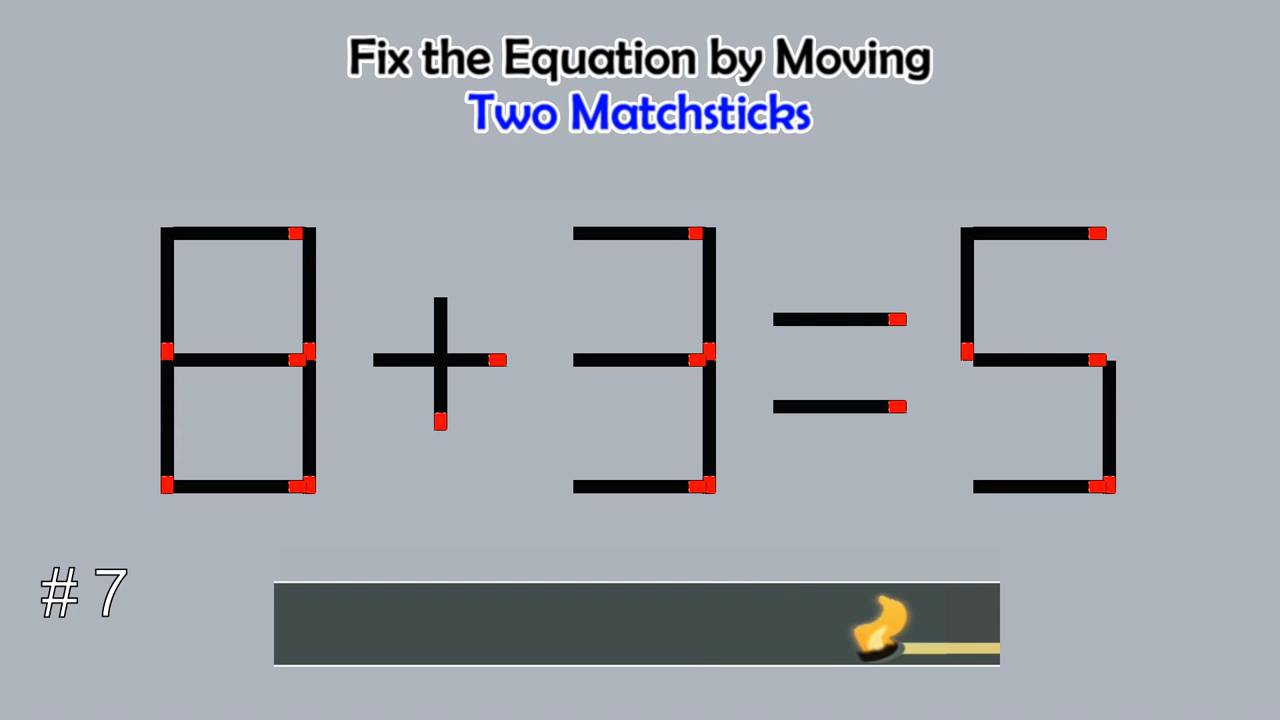 Fix the Equation by Moving
Two Matchsticks
8 + 3 = 5
# 7